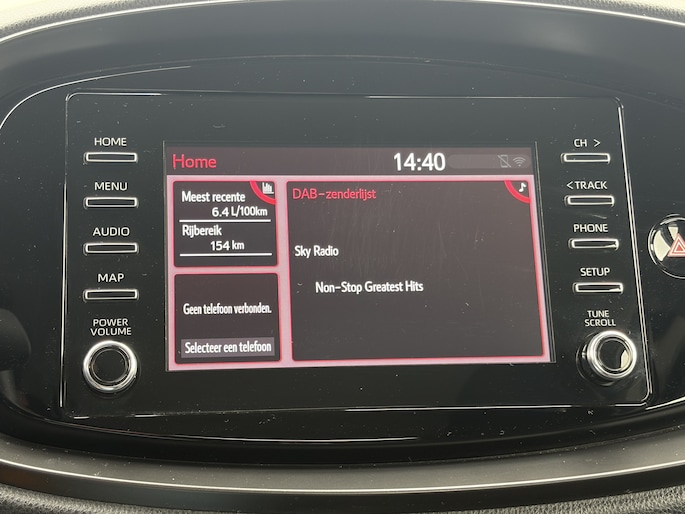 HOME
MENU
AUDIO
MAP
POWER
VOLUME
Home
14:40
Meest recente
6.4 L/100km
Rijbereik
154 km
Geen telefoon verbonden.
Selecteer een telefoon
DAB-zenderlijst
Sky Radio
Non-Stop Greatest Hits
CH >
<TRACK
PHONE
SETUP
TUNE
SCROLL